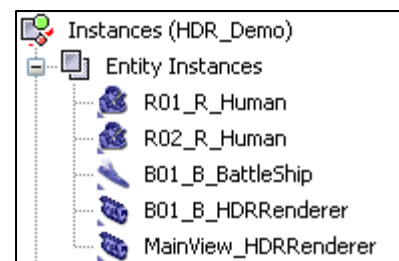 Instances (HDR_Demo)
Entity Instances
R01_R_Human
R02_R_Human
B01_B_BattleShip
B01_B_HDRRenderer
MainView_HDRRenderer